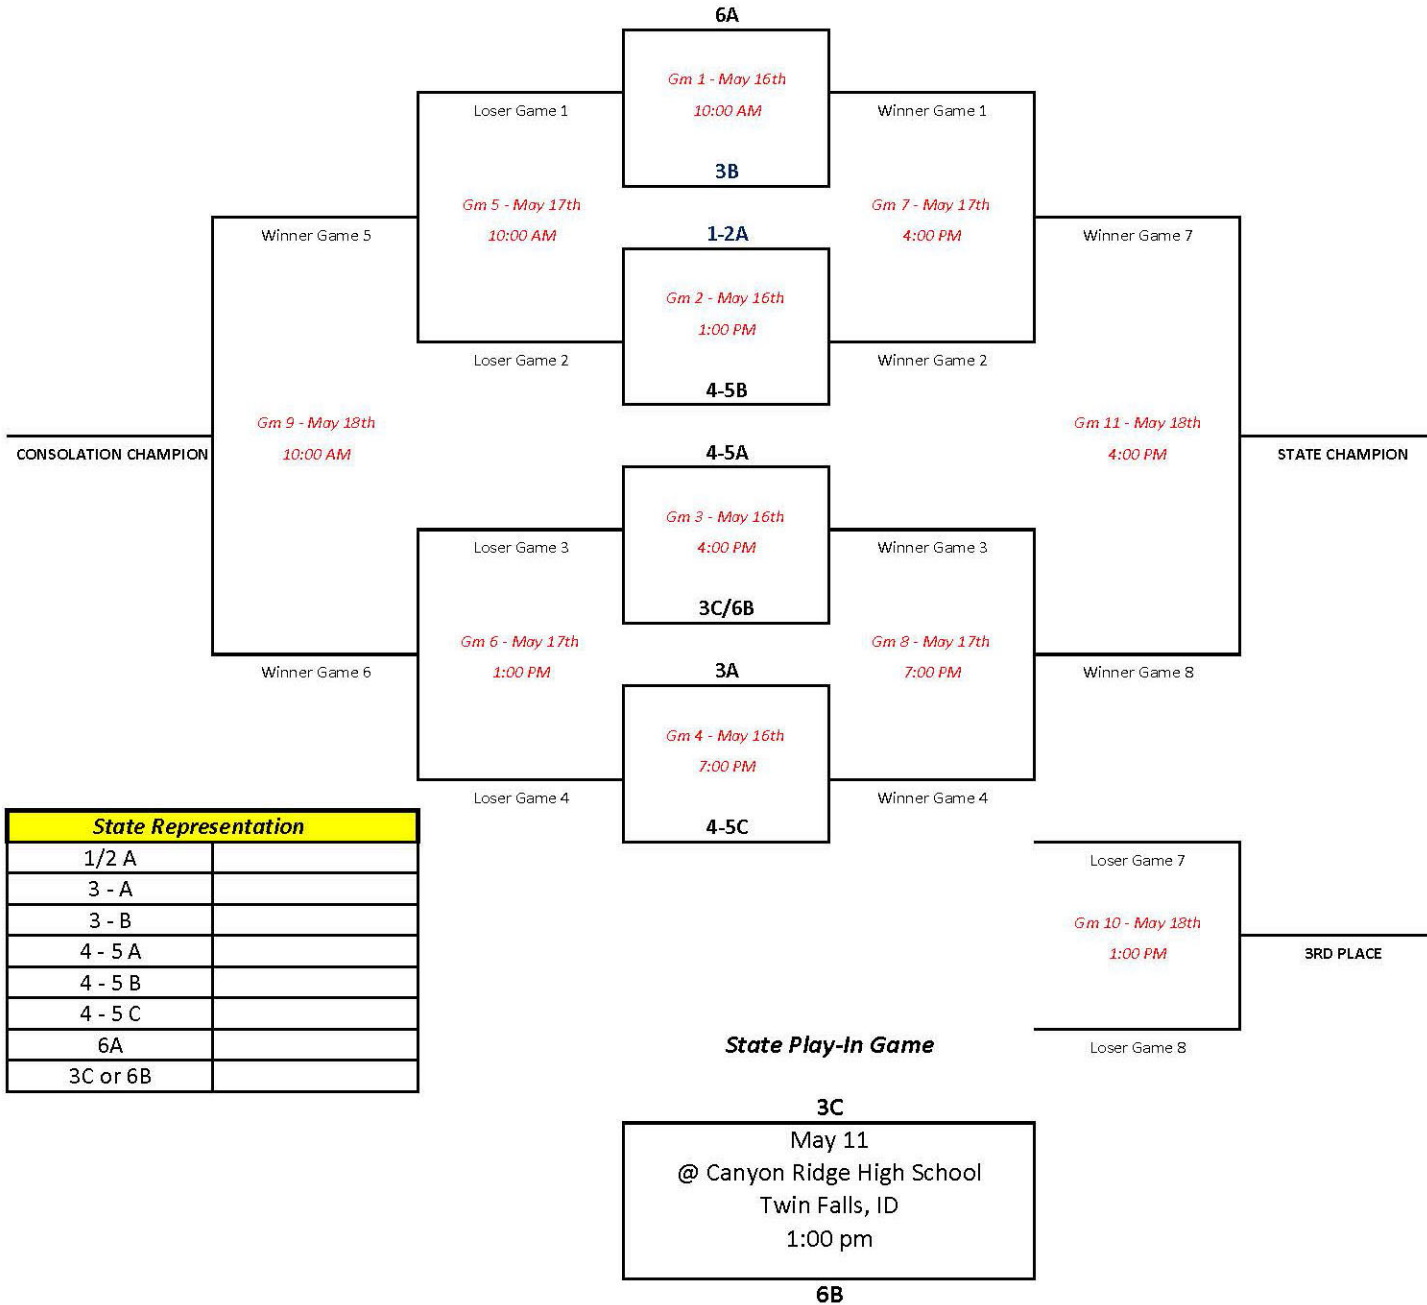 6A
Gm 1 - May 16th
10:00 AM
3B
Loser Game 1
Winner Game 1
Gm 5 - May 17th
10:00 AM
Gm 7 - May 17th
4:00 PM
Winner Game 5
Winner Game 7
1-2A
Gm 2 - May 16th
1:00 PM
4-5B
Loser Game 2
Winner Game 2
Gm 9 - May 18th
10:00 AM
Gm 11 - May 18th
4:00 PM
CONSOLATION CHAMPION
STATE CHAMPION
4-5A
Gm 3 - May 16th
4:00 PM
3C/6B
Loser Game 3
Winner Game 3
Gm 6 - May 17th
1:00 PM
Gm 8 - May 17th
7:00 PM
Winner Game 6
Winner Game 8
3A
Gm 4 - May 16th
7:00 PM
4-5C
Loser Game 4
Winner Game 4
State Representation
1/2 A
3 - A
3 - B
4 - 5 A
4 - 5 B
4 - 5 C
6A
3C or 6B
Loser Game 7
Gm 10 - May 18th
1:00 PM
3RD PLACE
Loser Game 8
State Play-In Game
3C
May 11
@ Canyon Ridge High School
Twin Falls, ID
1:00 pm
6B